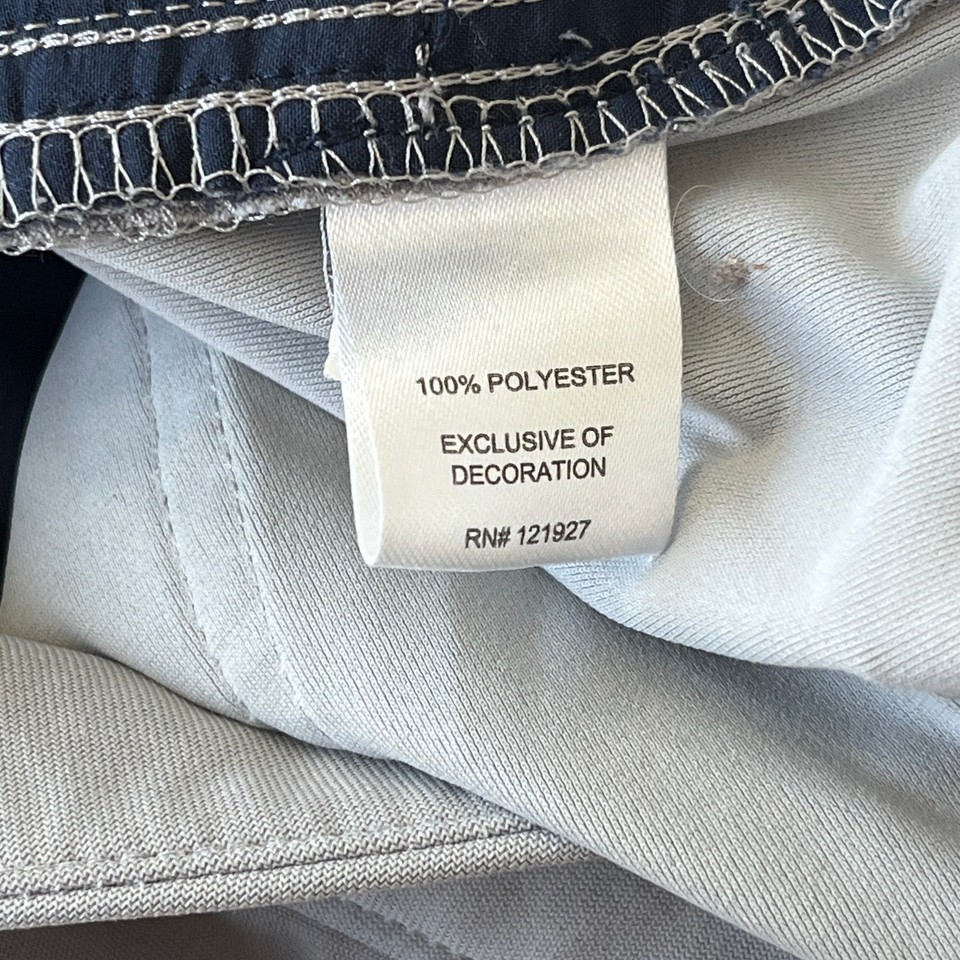 100% POLYESTER
EXCLUSIVE OF
DECORATION
RN# 121927